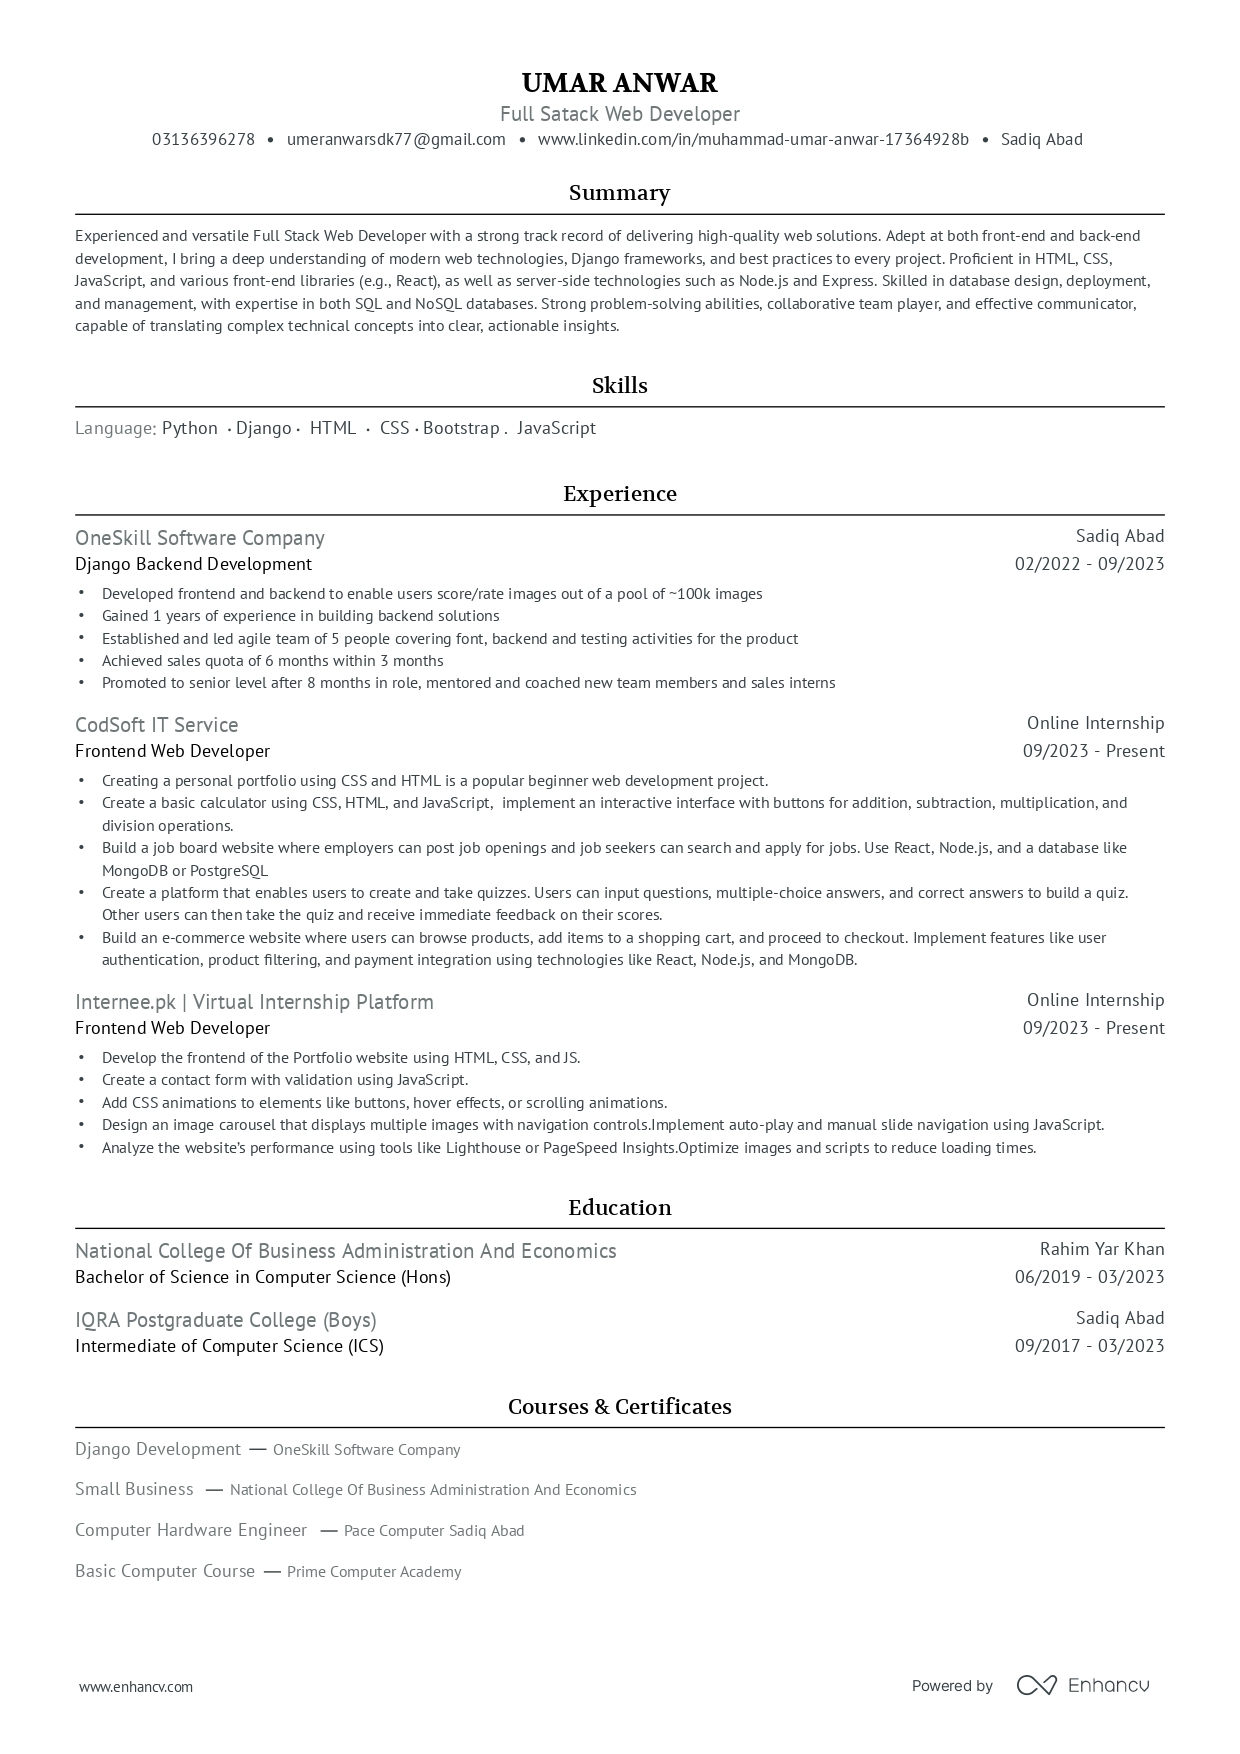 UMAR ANWAR
Full Satack Web Developer
03136396278 • umeranwarsdk77@gmail.com • www.linkedin.com/in/muhammad-umar-anwar-17364928b • Sadiq Abad
Summary
Experienced and versatile Full Stack Web Developer with a strong track record of delivering high-quality web solutions. Adept at both front-end and back-end
development, I bring a deep understanding of modern web technologies, Django frameworks, and best practices to every project. Proficient in HTML, CSS,
JavaScript, and various front-end libraries (e.g., React), as well as server-side technologies such as Node.js and Express. Skilled in database design, deployment,
and management, with expertise in both SQL and NoSQL databases. Strong problem-solving abilities, collaborative team player, and effective communicator,
capable of translating complex technical concepts into clear, actionable insights.
Skills
Language: Python · Django · HTML · CSS · Bootstrap . JavaScript
Experience
OneSkill Software Company Sadiq Abad
Django Backend Development 02/2022 - 09/2023
• Developed frontend and backend to enable users score/rate images out of a pool of ~100k images
• Gained 1 years of experience in building backend solutions
• Established and led agile team of 5 people covering font, backend and testing activities for the product
• Achieved sales quota of 6 months within 3 months
• Promoted to senior level after 8 months in role, mentored and coached new team members and sales interns
CodSoft IT Service Online Internship
Frontend Web Developer 09/2023 - Present
• Creating a personal portfolio using CSS and HTML is a popular beginner web development project.
• Create a basic calculator using CSS, HTML, and JavaScript, implement an interactive interface with buttons for addition, subtraction, multiplication, and
division operations.
• Build a job board website where employers can post job openings and job seekers can search and apply for jobs. Use React, Node.js, and a database like
MongoDB or PostgreSQL
• Create a platform that enables users to create and take quizzes. Users can input questions, multiple-choice answers, and correct answers to build a quiz.
Other users can then take the quiz and receive immediate feedback on their scores.
• Build an e-commerce website where users can browse products, add items to a shopping cart, and proceed to checkout. Implement features like user
authentication, product filtering, and payment integration using technologies like React, Node.js, and MongoDB.
Internee.pk | Virtual Internship Platform Online Internship
Frontend Web Developer 09/2023 - Present
• Develop the frontend of the Portfolio website using HTML, CSS, and JS.
• Create a contact form with validation using JavaScript.
• Add CSS animations to elements like buttons, hover effects, or scrolling animations.
• Design an image carousel that displays multiple images with navigation controls.Implement auto-play and manual slide navigation using JavaScript.
• Analyze the website's performance using tools like Lighthouse or PageSpeed Insights.Optimize images and scripts to reduce loading times.
Education
National College Of Business Administration And Economics Rahim Yar Khan
Bachelor of Science in Computer Science (Hons) 06/2019 - 03/2023
IQRA Postgraduate College (Boys) Sadiq Abad
Intermediate of Computer Science (ICS) 09/2017 - 03/2023
Courses & Certificates
Django Development — OneSkill Software Company
Small Business — National College Of Business Administration And Economics
Computer Hardware Engineer — Pace Computer Sadiq Abad
Basic Computer Course — Prime Computer Academy
www.enhancv.com Powered by Enhancv